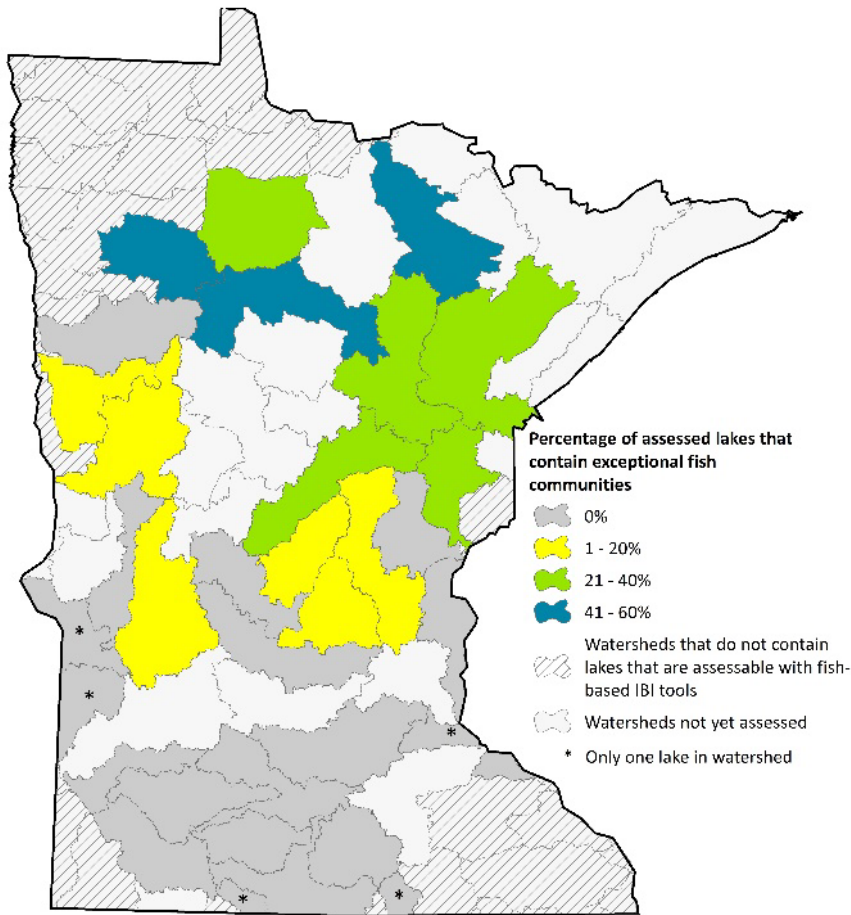 Percentage of assessed lakes that
contain exceptional fish
communities
0%
1 - 20%
21 - 40%
41 - 60%
Watersheds that do not contain
lakes that are assessable with fish-
based IBI tools
Watersheds not yet assessed
* Only one lake in watershed
*
*
*
*
*